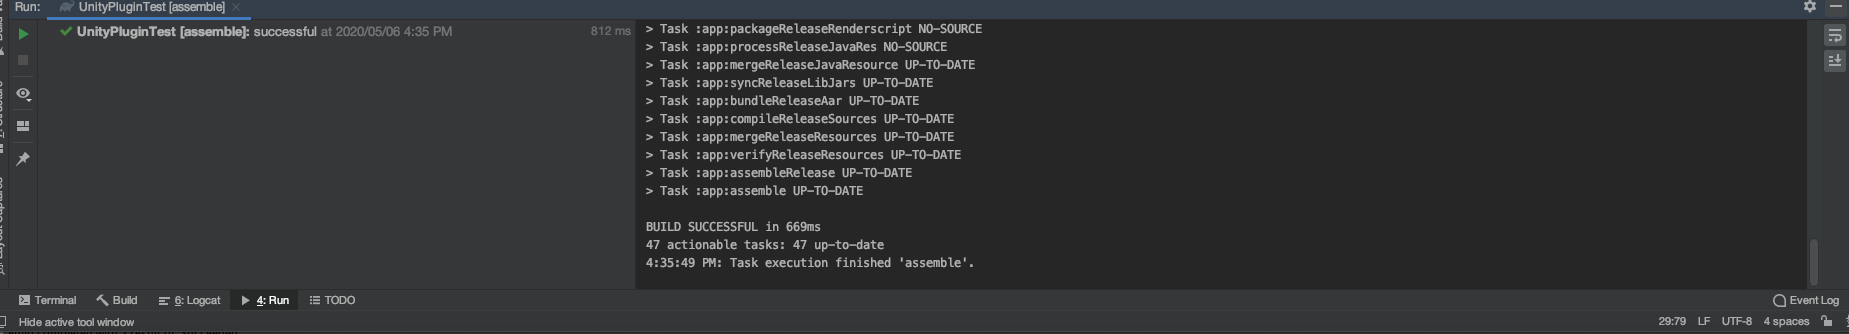 Run: UnityPluginTest [assemble]
UnityPluginTest [assemble]: successful at 2020/05/06 4:35 PM 812 ms
> Task :app:packageReleaseRenderscript NO-SOURCE
> Task :app:processReleaseJavaRes NO-SOURCE
> Task :app:mergeReleaseJavaResource UP-TO-DATE
> Task :app:syncReleaseLibJars UP-TO-DATE
> Task :app:bundleReleaseAar UP-TO-DATE
> Task :app:compileReleaseSources UP-TO-DATE
> Task :app:mergeReleaseResources UP-TO-DATE
> Task :app:verifyReleaseResources UP-TO-DATE
> Task :app:assembleRelease UP-TO-DATE
> Task :app:assemble UP-TO-DATE
BUILD SUCCESSFUL in 669ms
47 actionable tasks: 47 up-to-date
4:35:49 PM: Task execution finished 'assemble'.
Terminal Build 6: Logcat 4: Run TODO Event Log
Hide active tool window 29:79 LF UTF-8 4 spaces